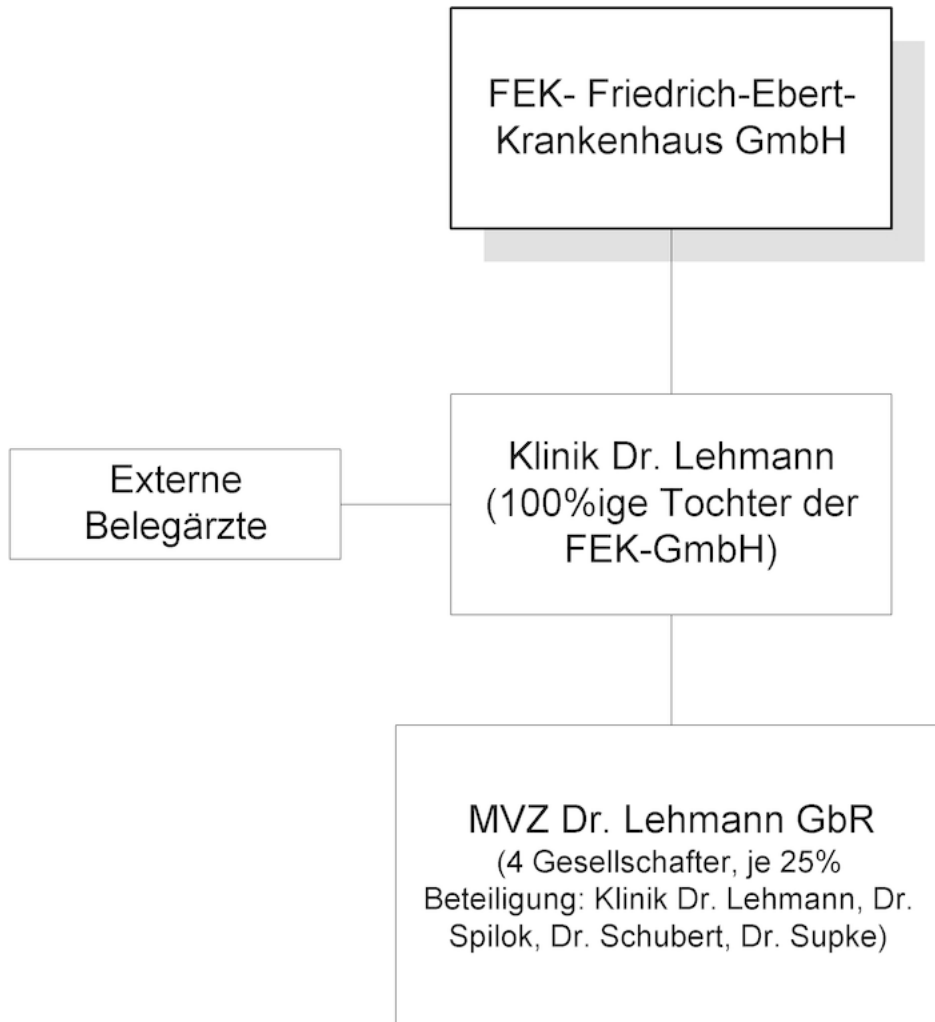 FEK- Friedrich-Ebert-
Krankenhaus GmbH
Externe
Belegärzte
Klinik Dr. Lehmann
(100%ige Tochter der
FEK-GmbH)
MVZ Dr. Lehmann GbR
(4 Gesellschafter, je 25%
Beteiligung: Klinik Dr. Lehmann, Dr.
Spilok, Dr. Schubert, Dr. Supke)